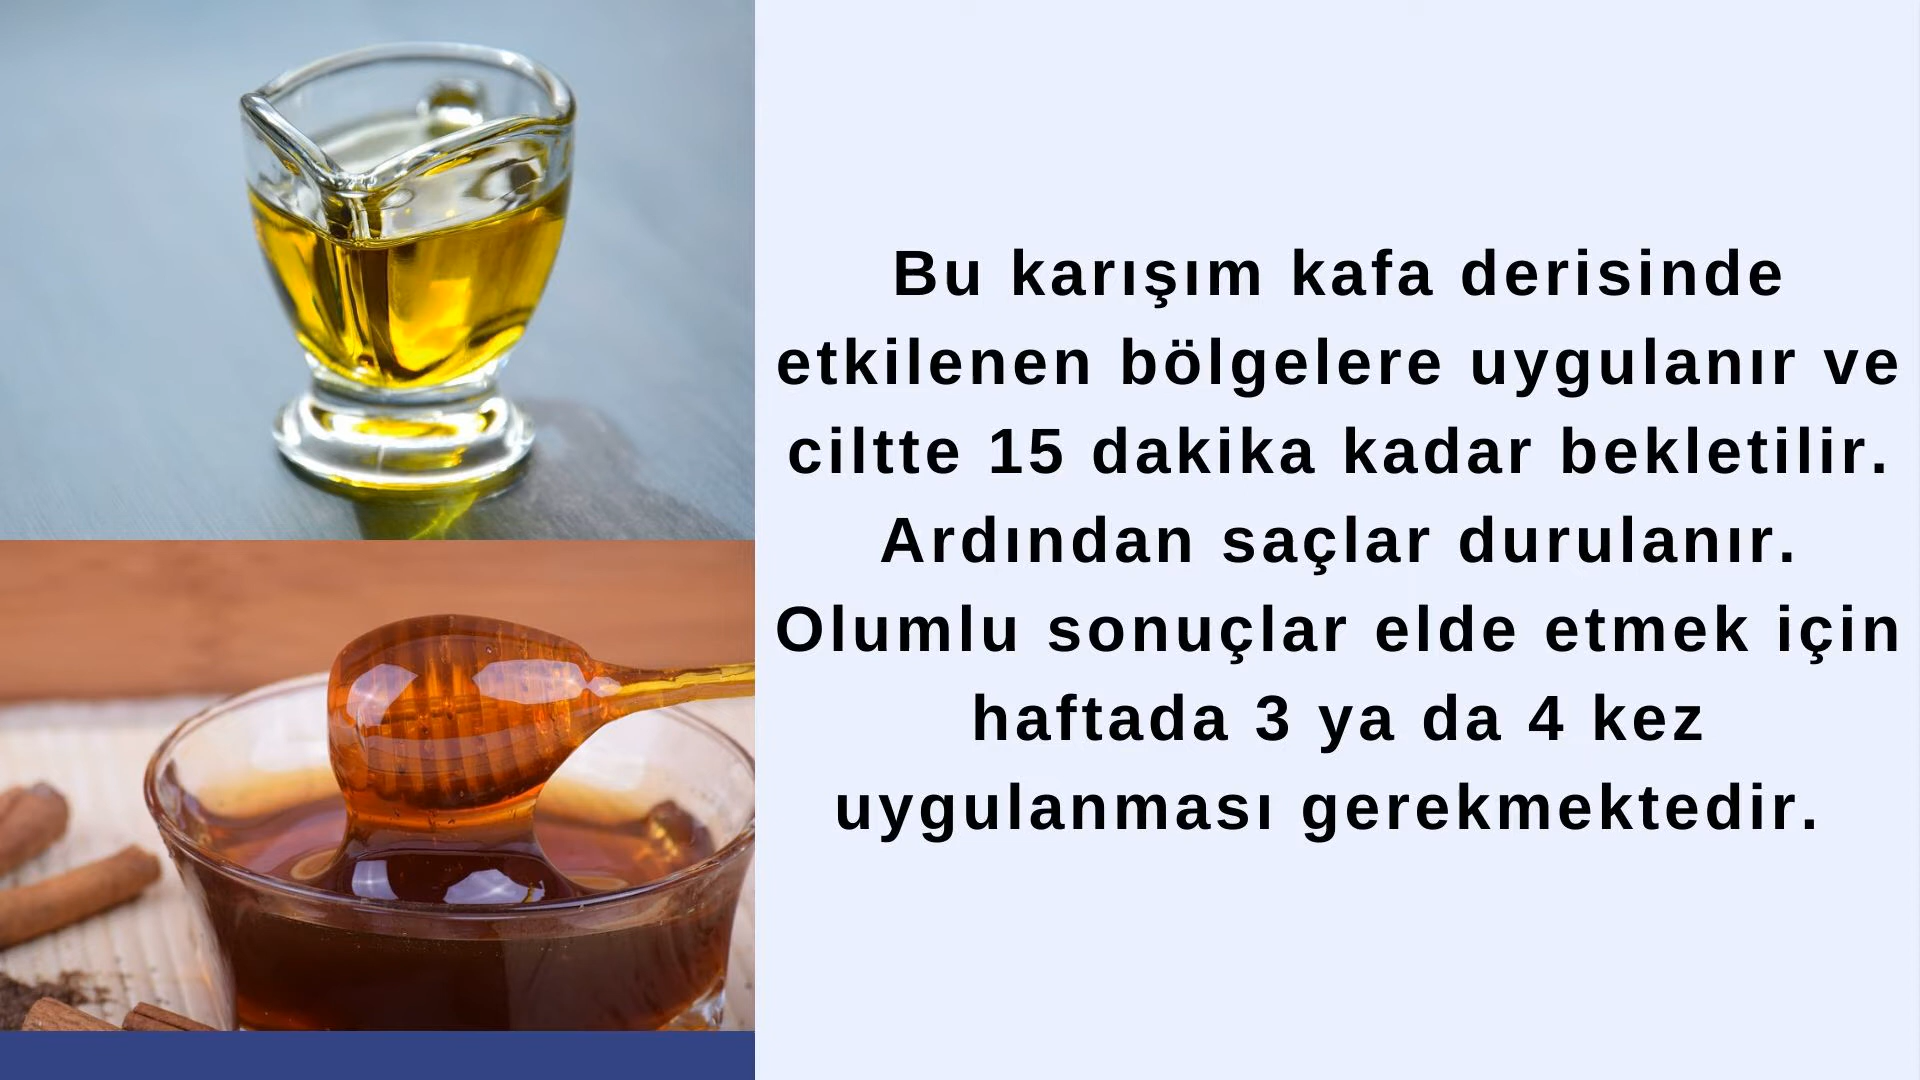 Bu karışım kafa derisinde
etkilenen bölgelere uygulanır ve
ciltte 15 dakika kadar bekletilir.
Ardından saçlar durulanır.
Olumlu sonuçlar elde etmek için
haftada 3 ya da 4 kez
uygulanması gerekmektedir.